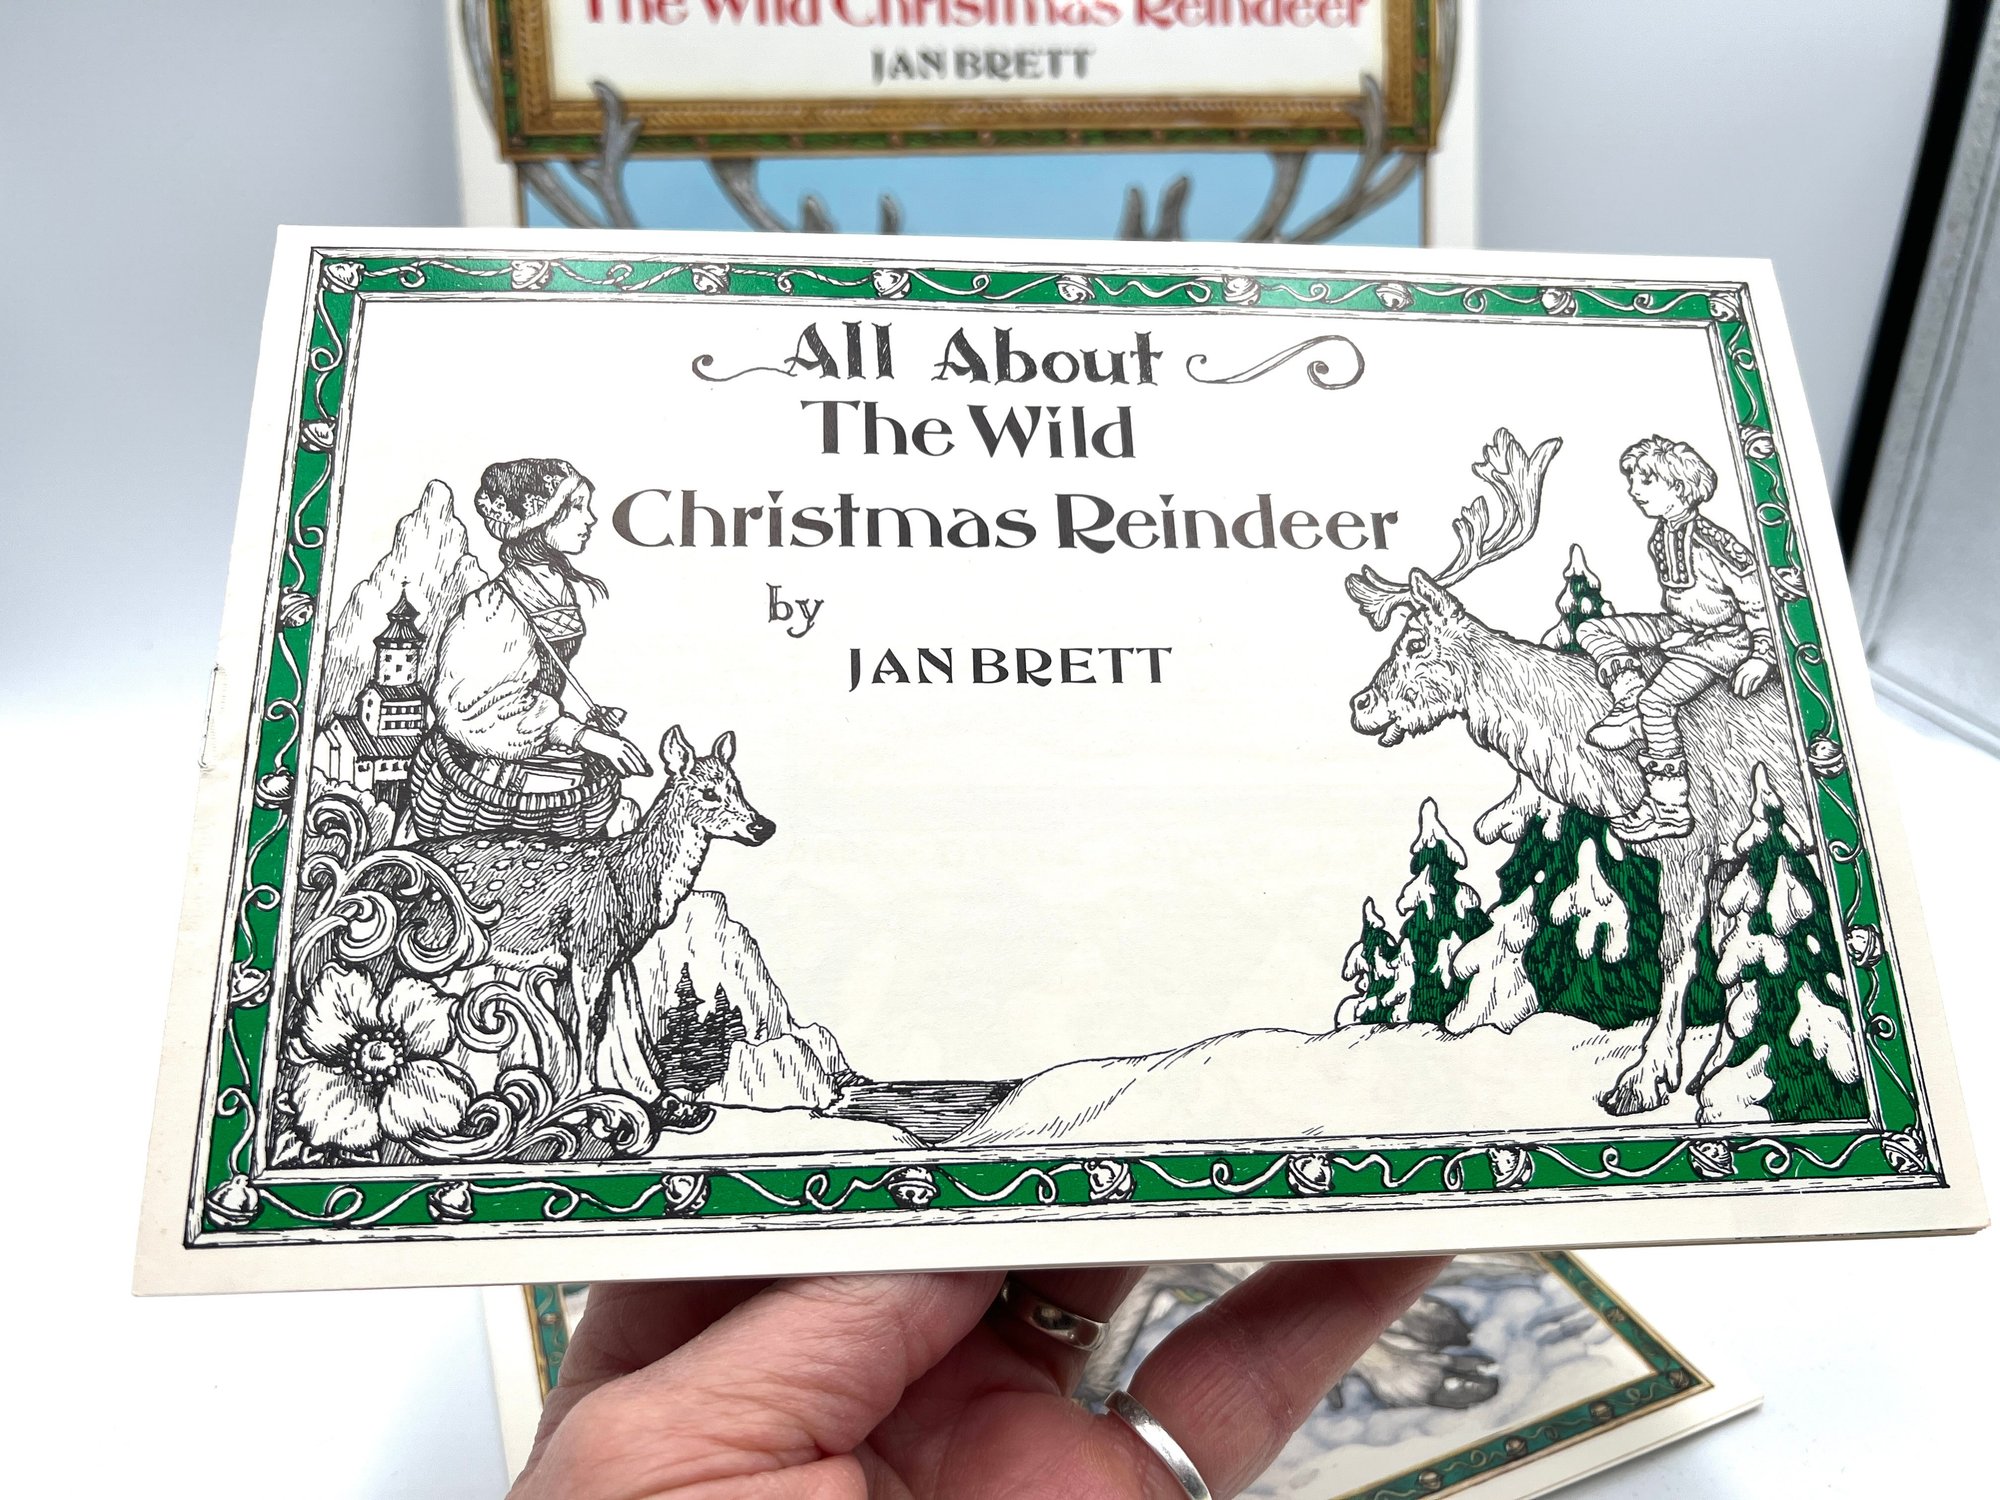 The Wild Christmas Reindeer
JAN BRETT
All About
The Wild
Christmas Reindeer
by
JAN BRETT